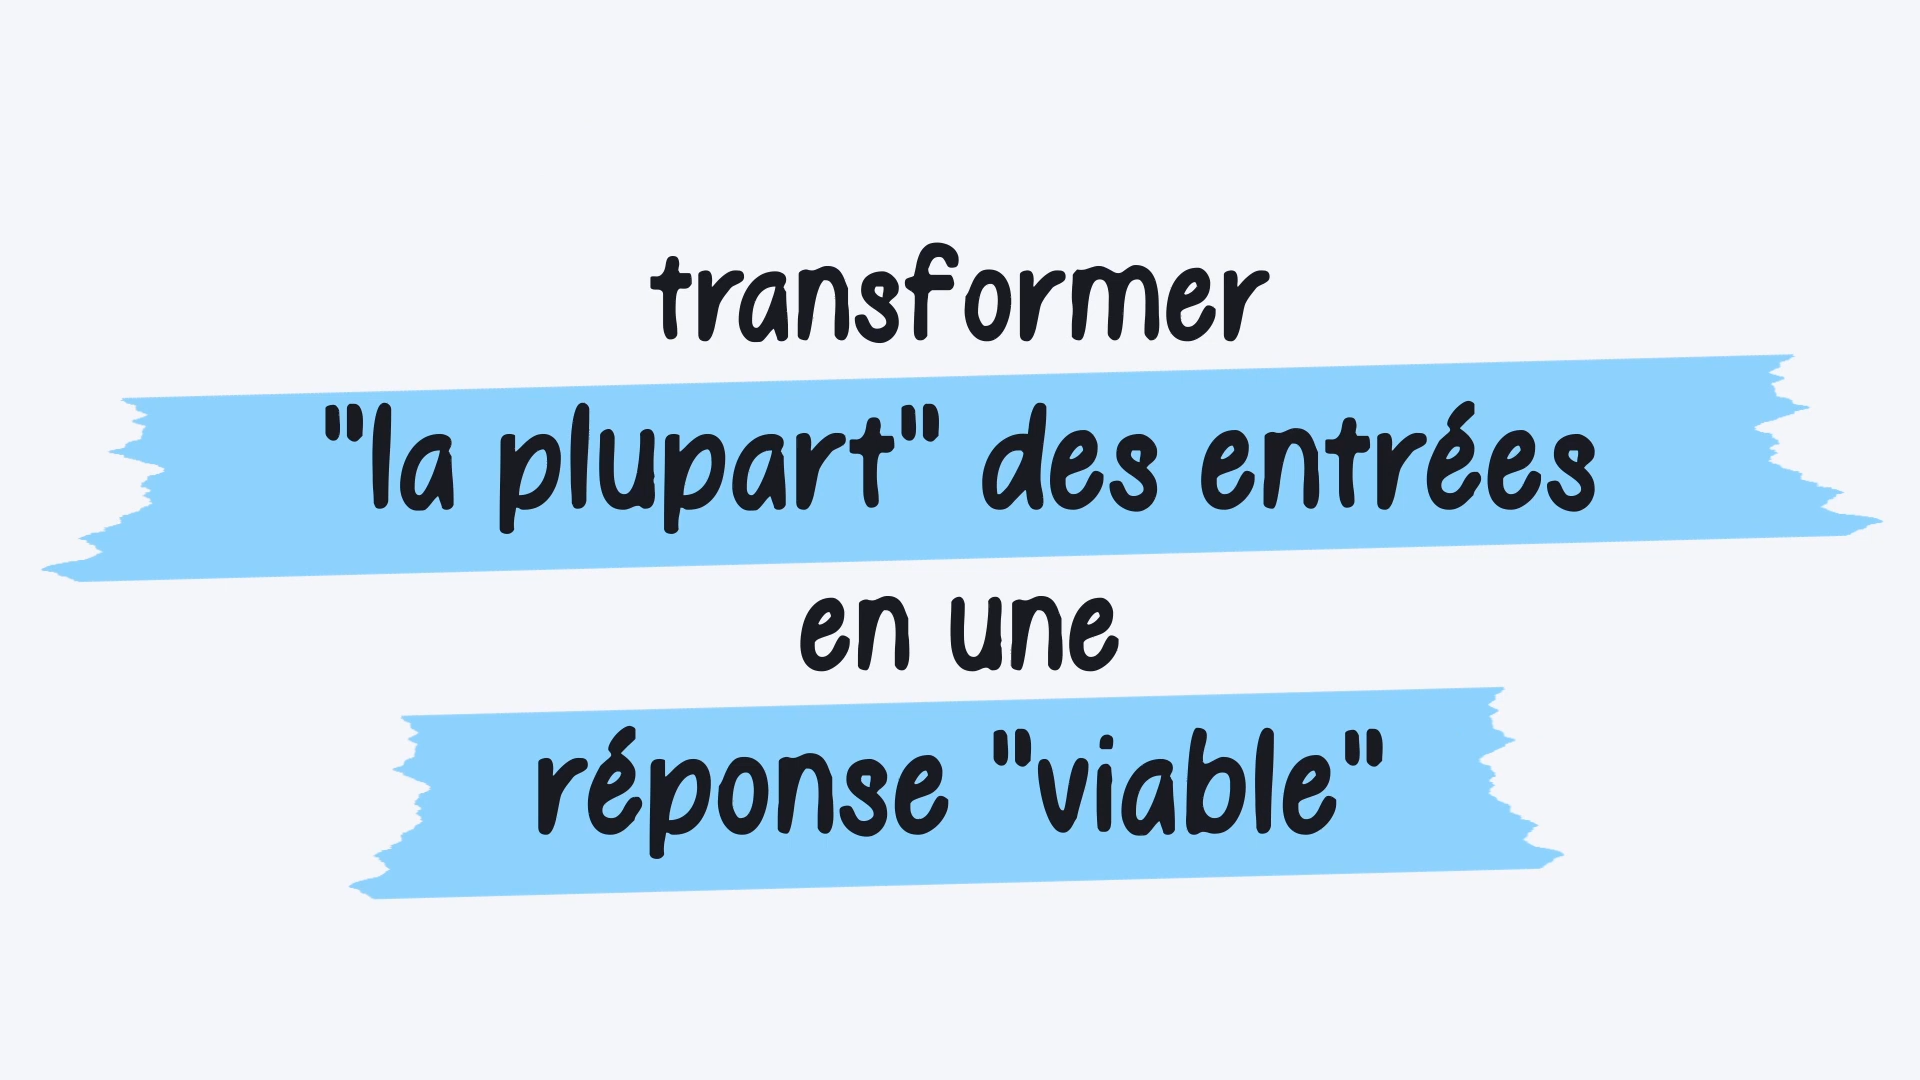 transformer
"la plupart" des entrées
en une
réponse "viable"